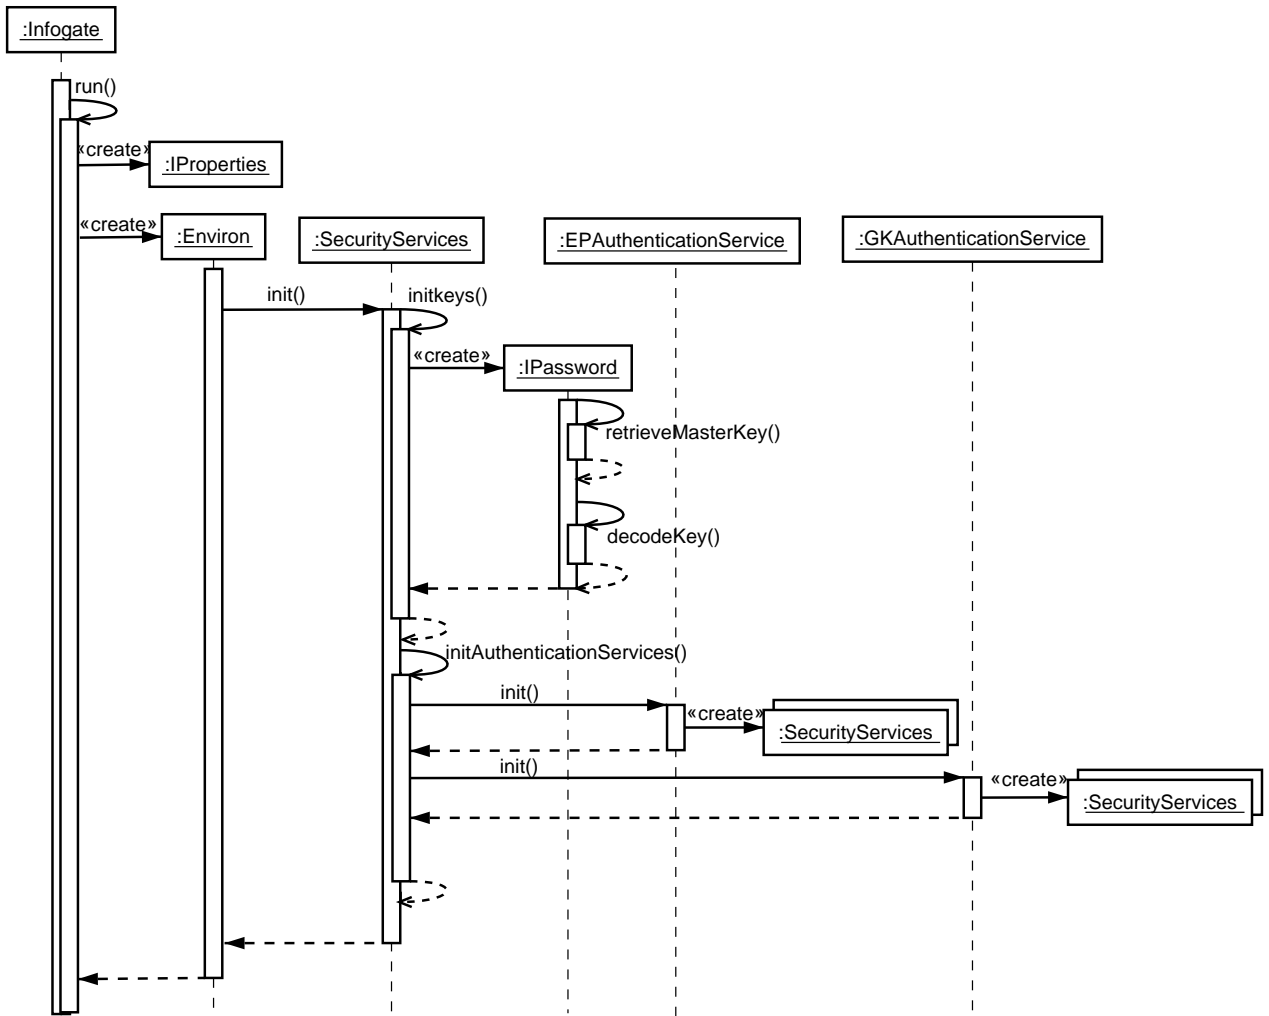 :Infogate
run()
«create»
:IProperties
«create»
:Environ
:SecurityServices
:EPAuthenticationService
:GKAuthenticationService
init()
initkeys()
«create»
:IPassword
retrieveMasterKey()
decodeKey()
initAuthenticationServices()
init()
«create»
:SecurityServices
init()
«create»
:SecurityServices